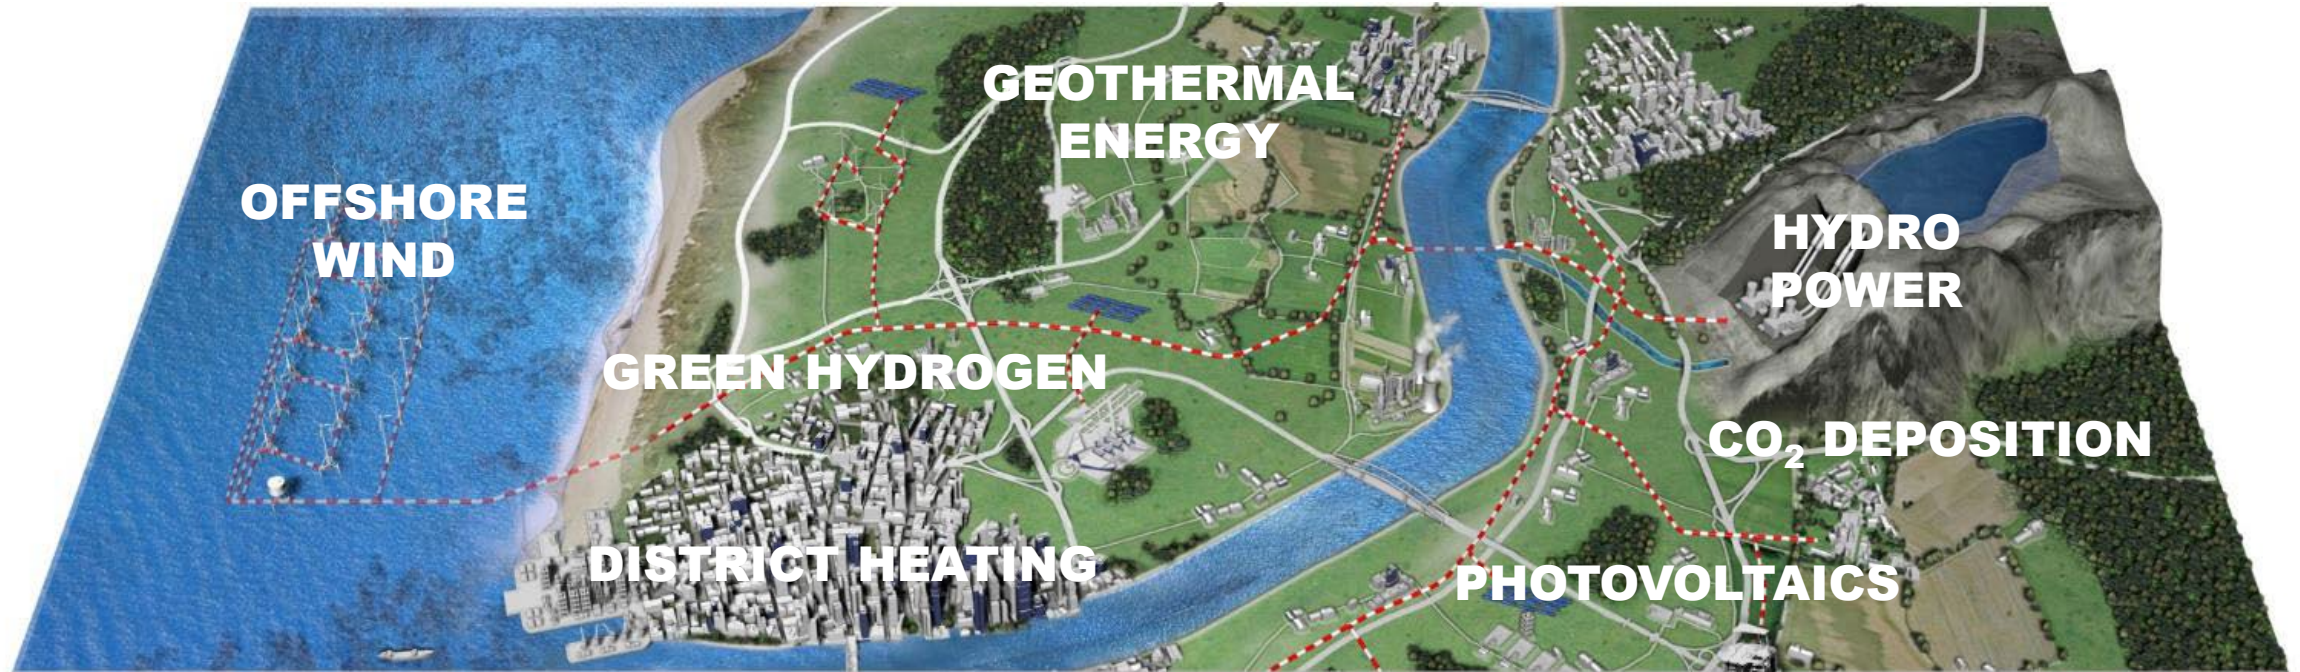 GEOTHERMAL
ENERGY
OFFSHORE
WIND
HYDRO
POWER
GREEN HYDROGEN
CO₂ DEPOSITION
DISTRICT HEATING
PHOTOVOLTAICS